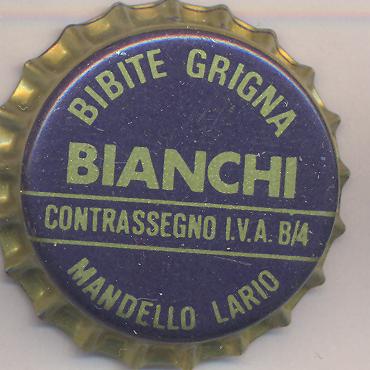 BIBITE GRIGNA
BIANCHI
CONTRASSEGNO I.V.A. B/4
MANDELLO LARIO